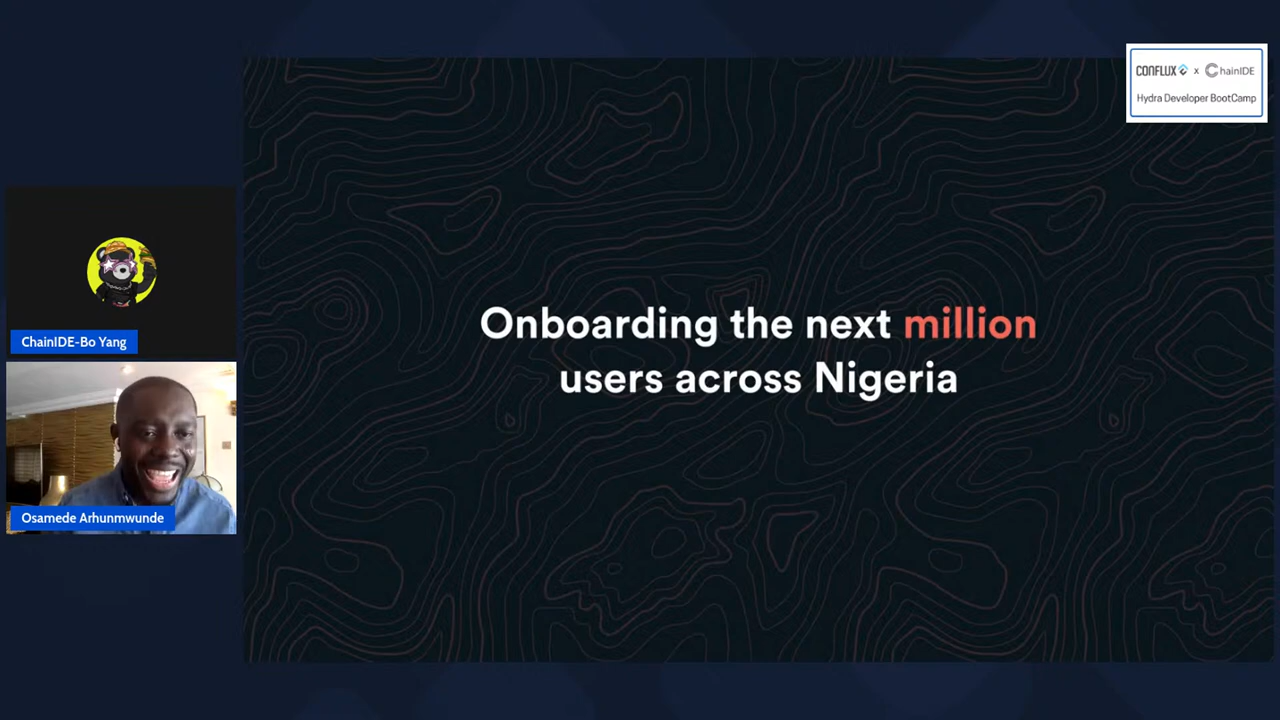 CONFLUX x ChainIDE
Hydra Developer BootCamp
Onboarding the next million
users across Nigeria
ChainIDE-Bo Yang
Osamede Arhunmwunde